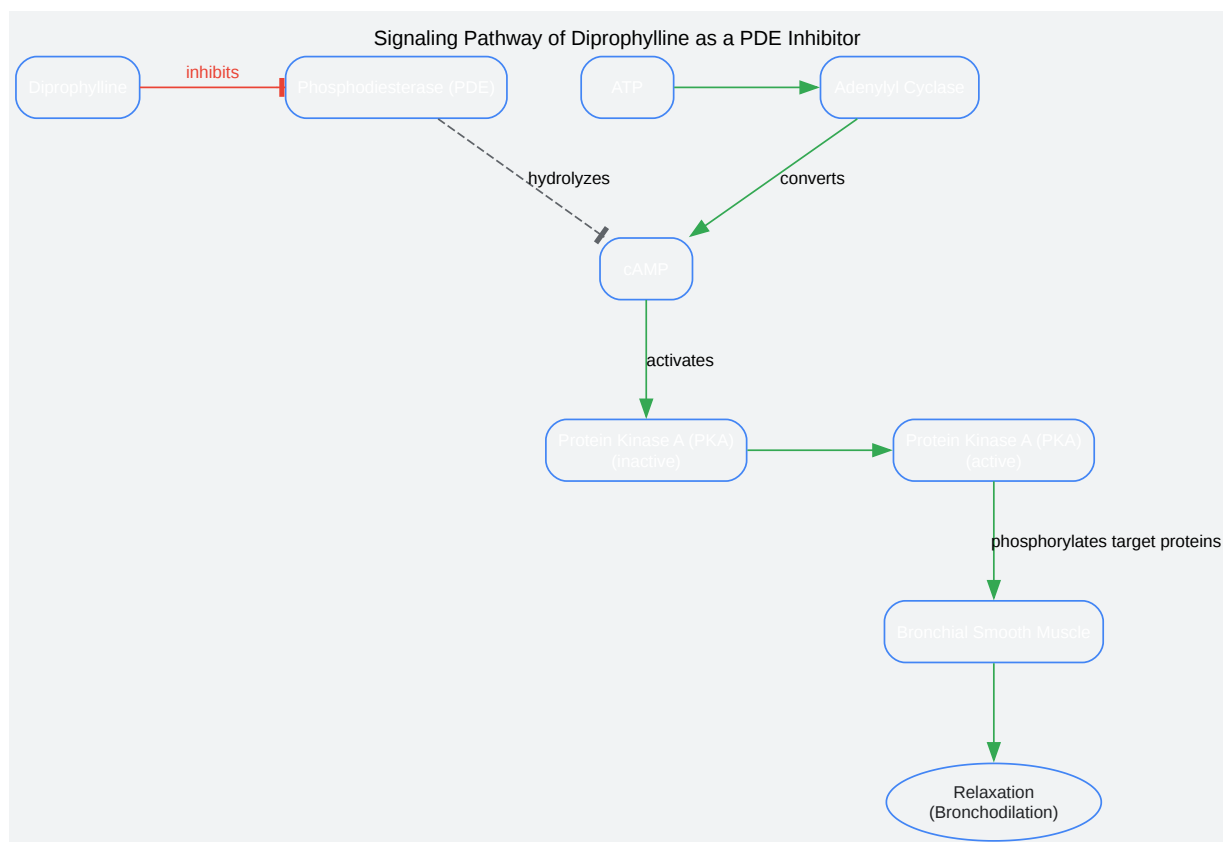 Signaling Pathway of Diprophylline as a PDE Inhibitor
Diprophylline
inhibits
Phosphodiesterase (PDE)
ATP
Adenylyl Cyclase
hydrolyzes
converts
cAMP
activates
Protein Kinase A (PKA)
(inactive)
Protein Kinase A (PKA)
(active)
phosphorylates target proteins
Bronchial Smooth Muscle
Relaxation
(Bronchodilation)